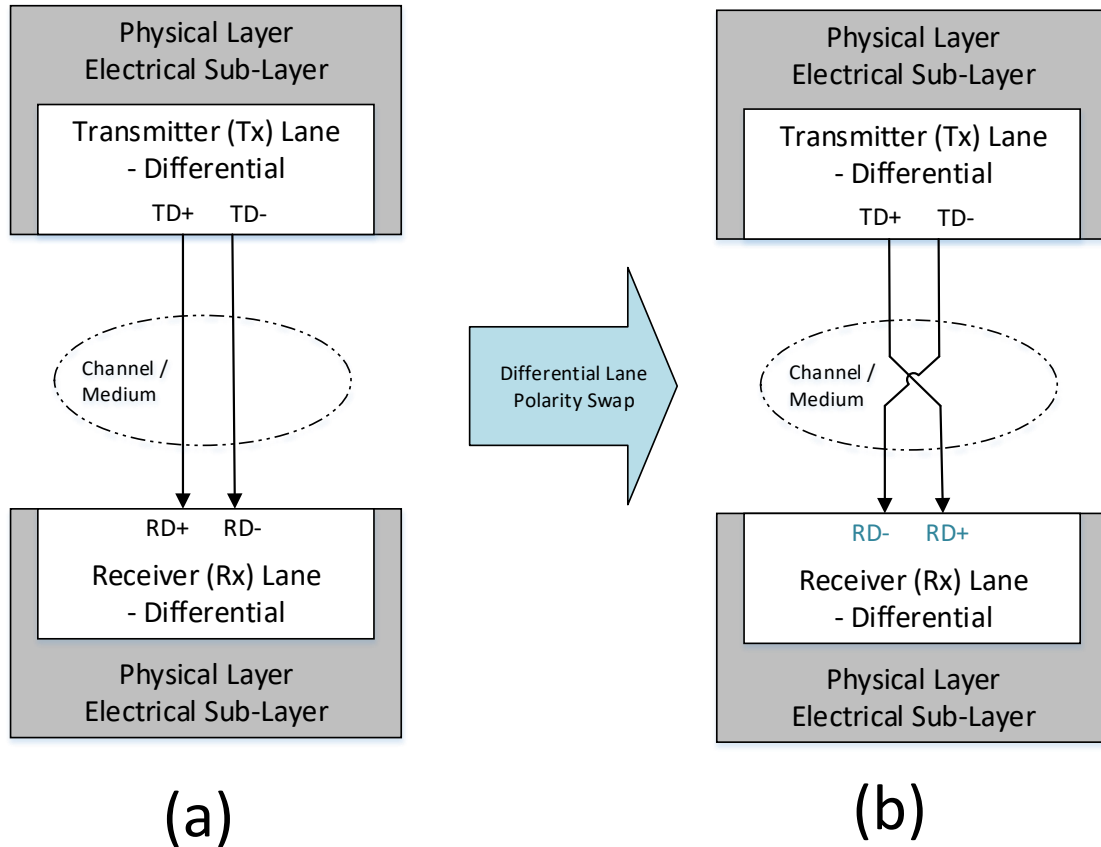 Physical Layer
Electrical Sub-Layer
Transmitter (Tx) Lane
- Differential
TD+ TD-
Channel /
Medium
RD+ RD-
Receiver (Rx) Lane
- Differential
Physical Layer
Electrical Sub-Layer
(a)
Differential Lane
Polarity Swap
Physical Layer
Electrical Sub-Layer
Transmitter (Tx) Lane
- Differential
TD+ TD-
Channel /
Medium
RD- RD+
Receiver (Rx) Lane
- Differential
Physical Layer
Electrical Sub-Layer
(b)